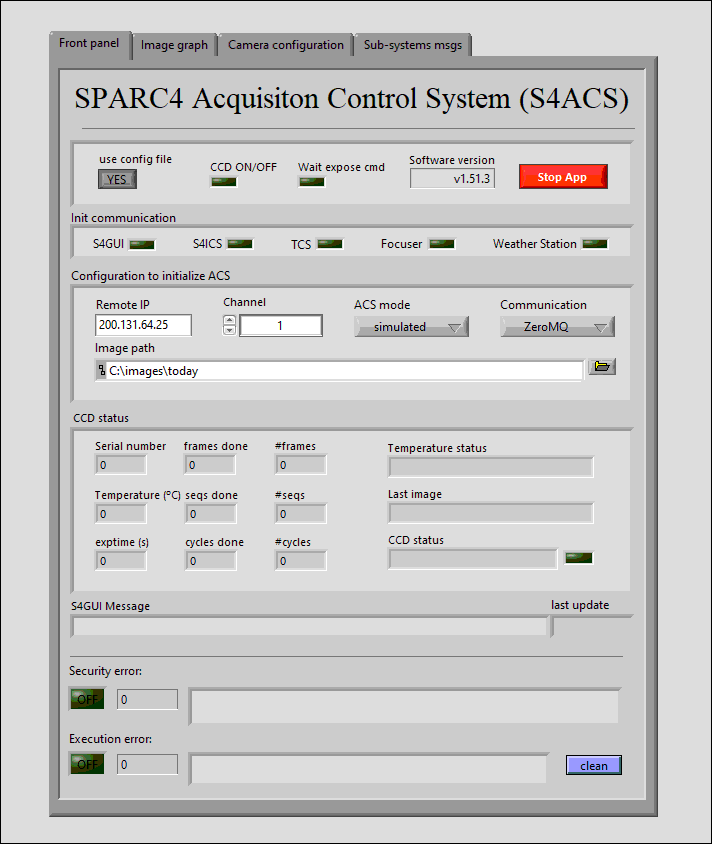 Front panel
Image graph
Camera configuration
Sub-systems msgs
SPARC4 Acquisiton Control System (S4ACS)
use config file
CCD ON/OFF
Wait expose cmd
Software version
YES
v1.51.3
Stop App
Init communication
S4GUI
S4ICS
TCS
Focuser
Weather Station
Configuration to initialize ACS
Remote IP
Channel
ACS mode
Communication
200.131.64.25
1
simulated
ZeroMQ
Image path
C:\images\today
CCD status
Serial number
frames done
#frames
Temperature status
0
0
0
Temperature (ºC)
seqs done
#seqs
Last image
0
0
0
exptime (s)
cycles done
#cycles
CCD status
0
0
0
S4GUI Message
last update
Security error:
OFF
0
Execution error:
OFF
0
clean